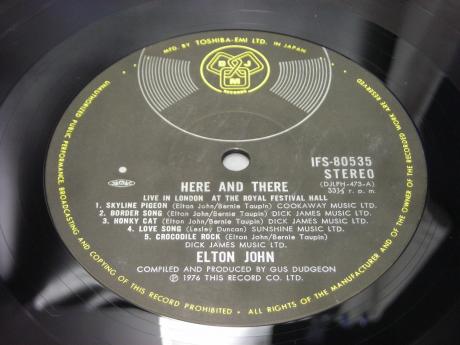 MFG. BY TOSHIBA-EMI LTD. IN JAPAN
DJM
RECORDS
IFS-80535
STEREO
(DJLPH-473-A)
33⅓ r.p.m.
HERE AND THERE
LIVE IN LONDON AT THE ROYAL FESTIVAL HALL
1. SKYLINE PIGEON (Elton John/Bernie Taupin) COOKAWAY MUSIC LTD.
2. BORDER SONG (Elton John/Bernie Taupin) DICK JAMES MUSIC LTD.
3. HONKY CAT (Elton John/Bernie Taupin) DICK JAMES MUSIC LTD.
4. LOVE SONG (Lesley Duncan) SUNSHINE MUSIC LTD.
5. CROCODILE ROCK (Elton John/Bernie Taupin)
DICK JAMES MUSIC LTD.
ELTON JOHN
COMPILED AND PRODUCED BY GUS DUDGEON
Ⓟ 1976 THIS RECORD CO. LTD.
UNAUTHORIZED PUBLIC PERFORMANCE BROADCASTING AND COPYING OF THIS RECORD PROHIBITED • ALL RIGHTS OF THE MANUFACTURER AND OF THE OWNER OF THE RECORDED WORK ARE RESERVED